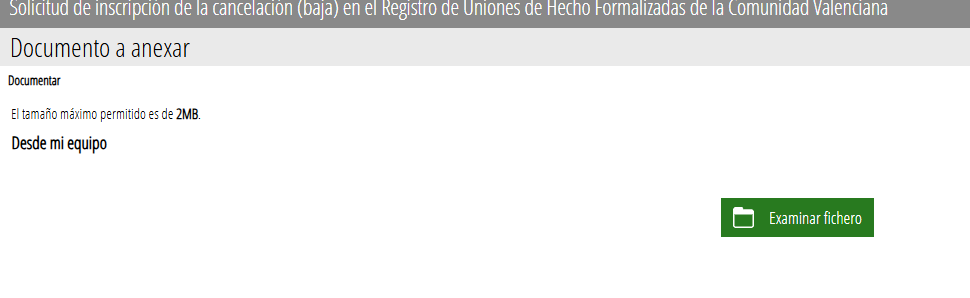 Solicitud de inscripción de la cancelación (baja) en el Registro de Uniones de Hecho Formalizadas de la Comunidad Valenciana
Documento a anexar
Documentar
El tamaño máximo permitido es de 2MB.
Desde mi equipo
Examinar fichero